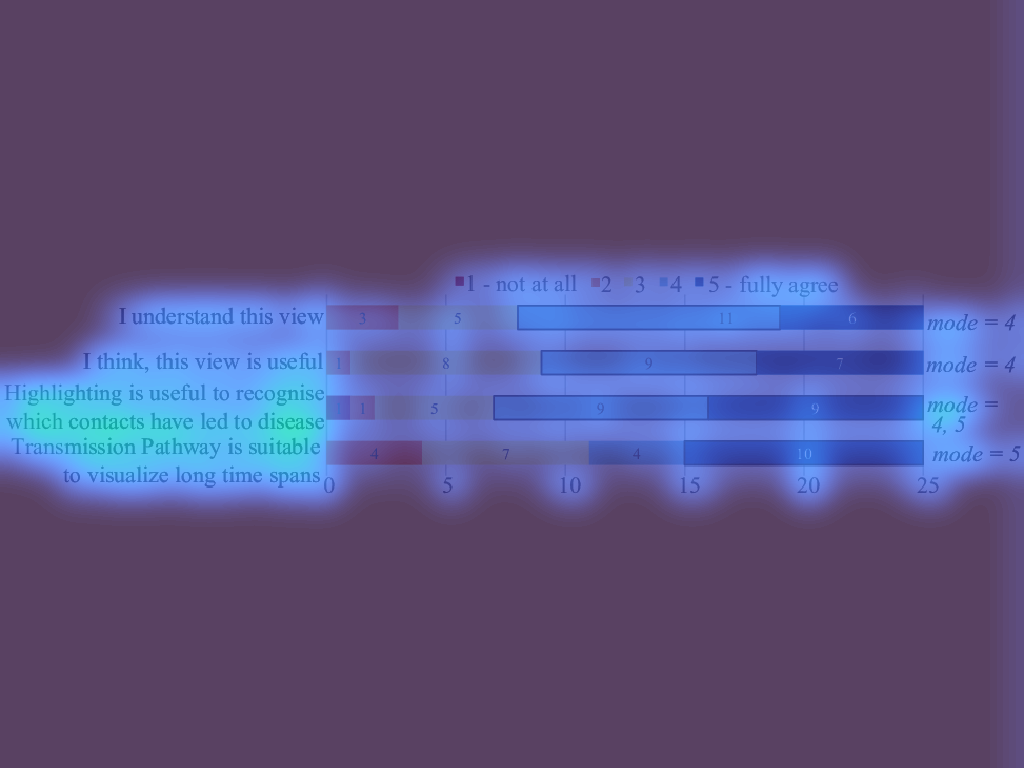 1 - not at all 2 3 4 5 - fully agree
I understand this view 3 5 11 6 mode = 4
I think, this view is useful 1 8 9 7 mode = 4
Highlighting is useful to recognise
which contacts have led to disease 1 5 9 9 mode =
4, 5
Transmission Pathway is suitable
to visualize long time spans 4 7 4 10 mode = 5
0 5 10 15 20 25